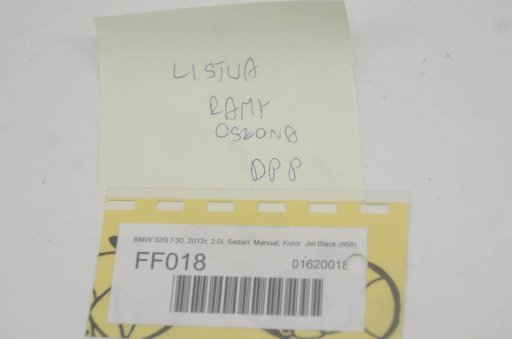 LISTWA
RAMY
OSŁONA
DPP
BMW 320i F30, 2012r, 2.0i, Sedan, Manual, Kolor: Jet Black (668)
FF018
01620018